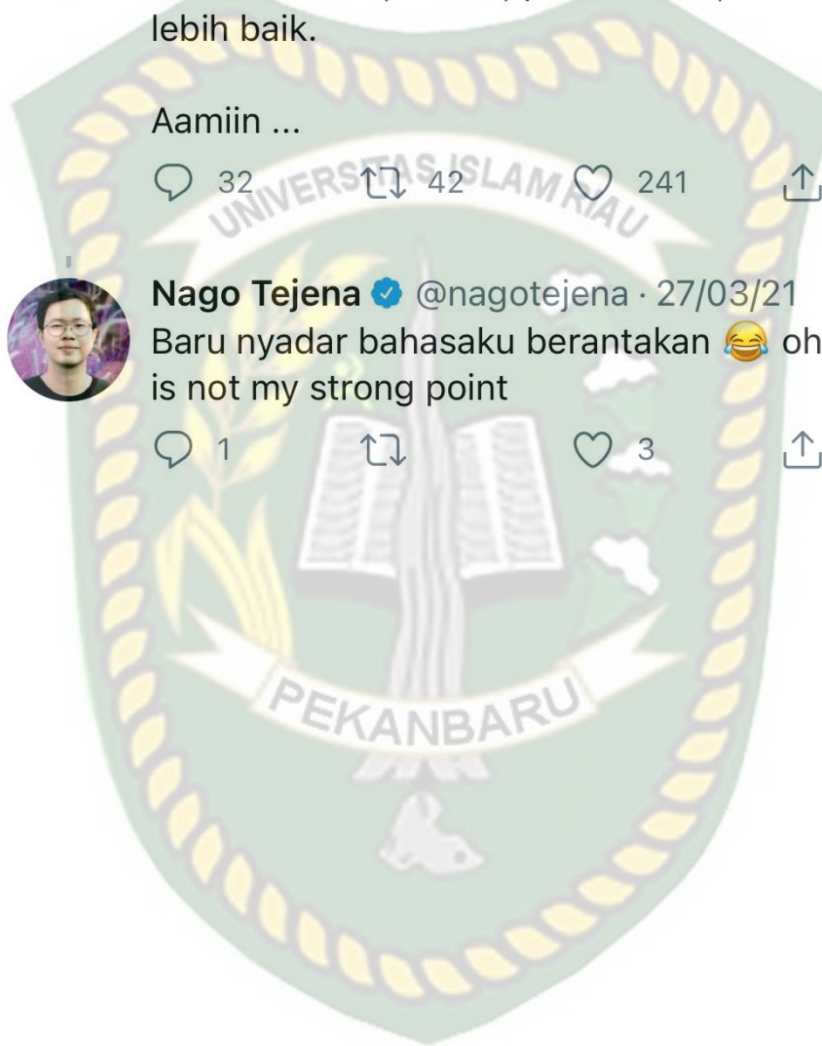 lebih baik.
Aamiin ...
32 42 241
UNIVERSITAS ISLAM RIAU
Nago Tejena @nagotejena · 27/03/21
Baru nyadar bahasaku berantakan 😂 oh
is not my strong point
1 3
PEKANBARU